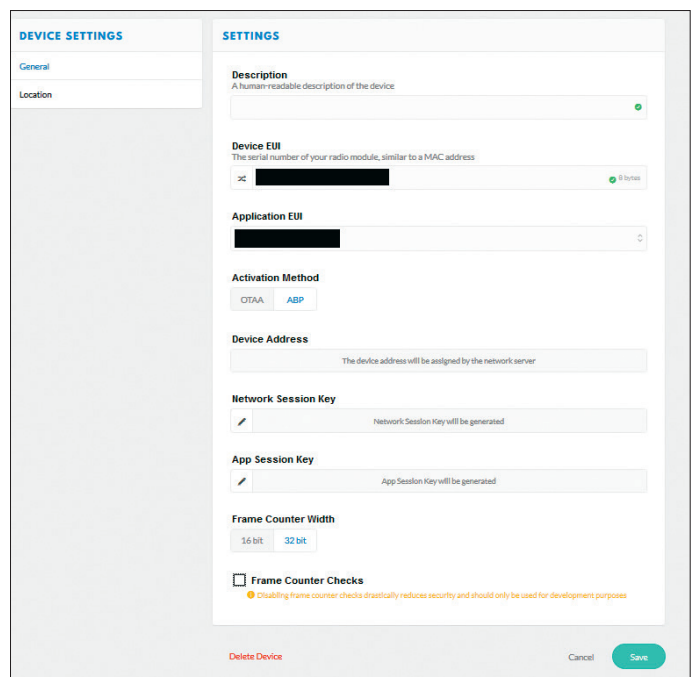 DEVICE SETTINGS
General
Location
SETTINGS
Description
A human-readable description of the device
Device EUI
The serial number of your radio module, similar to a MAC address
8 bytes
Application EUI
Activation Method
OTAA ABP
Device Address
The device address will be assigned by the network server
Network Session Key
Network Session Key will be generated
App Session Key
App Session Key will be generated
Frame Counter Width
16 bit 32 bit
Frame Counter Checks
Disabling frame counter checks drastically reduces security and should only be used for development purposes
Delete Device Cancel Save